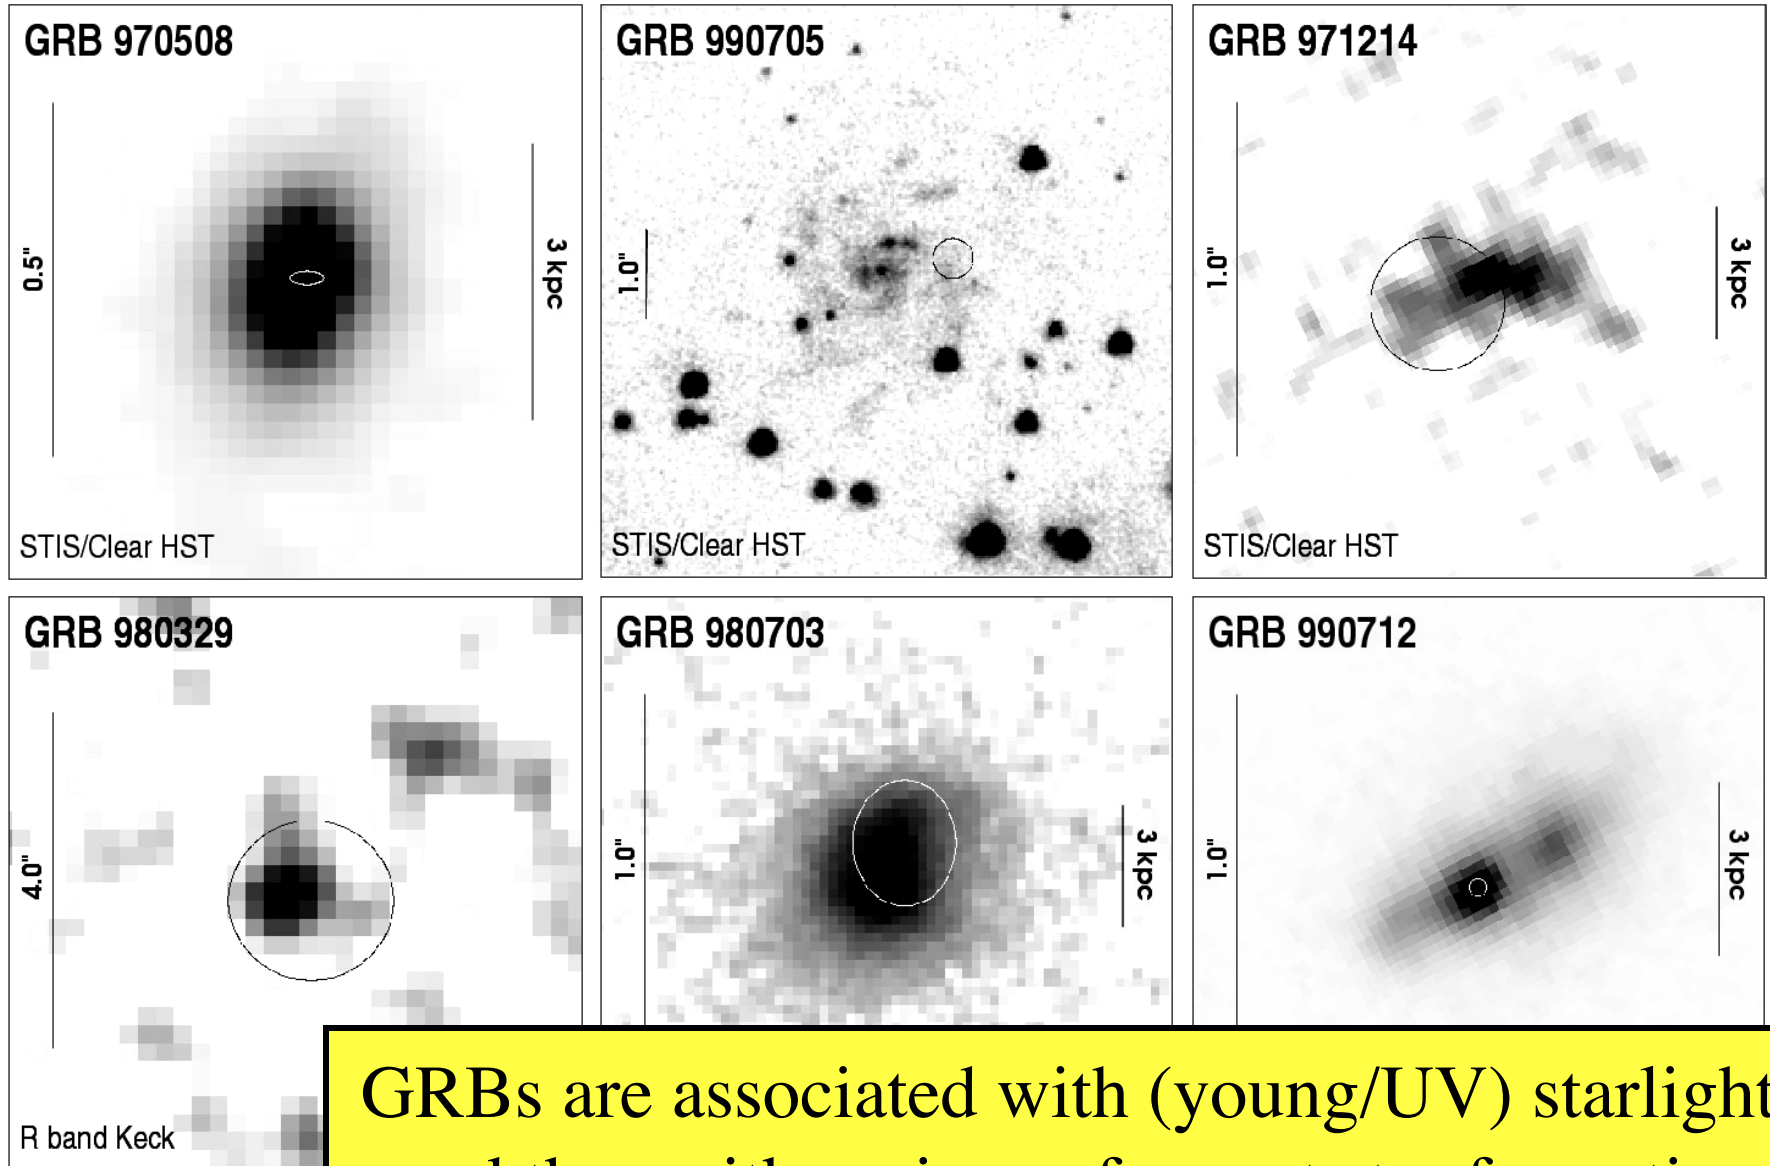 GRB 970508
0.5"
3 kpc
STIS/Clear HST
GRB 990705
1.0"
STIS/Clear HST
GRB 971214
1.0"
3 kpc
STIS/Clear HST
GRB 980329
4.0"
R band Keck
GRB 980703
1.0"
3 kpc
GRB 990712
1.0"
3 kpc
GRBs are associated with (young/UV) starlight